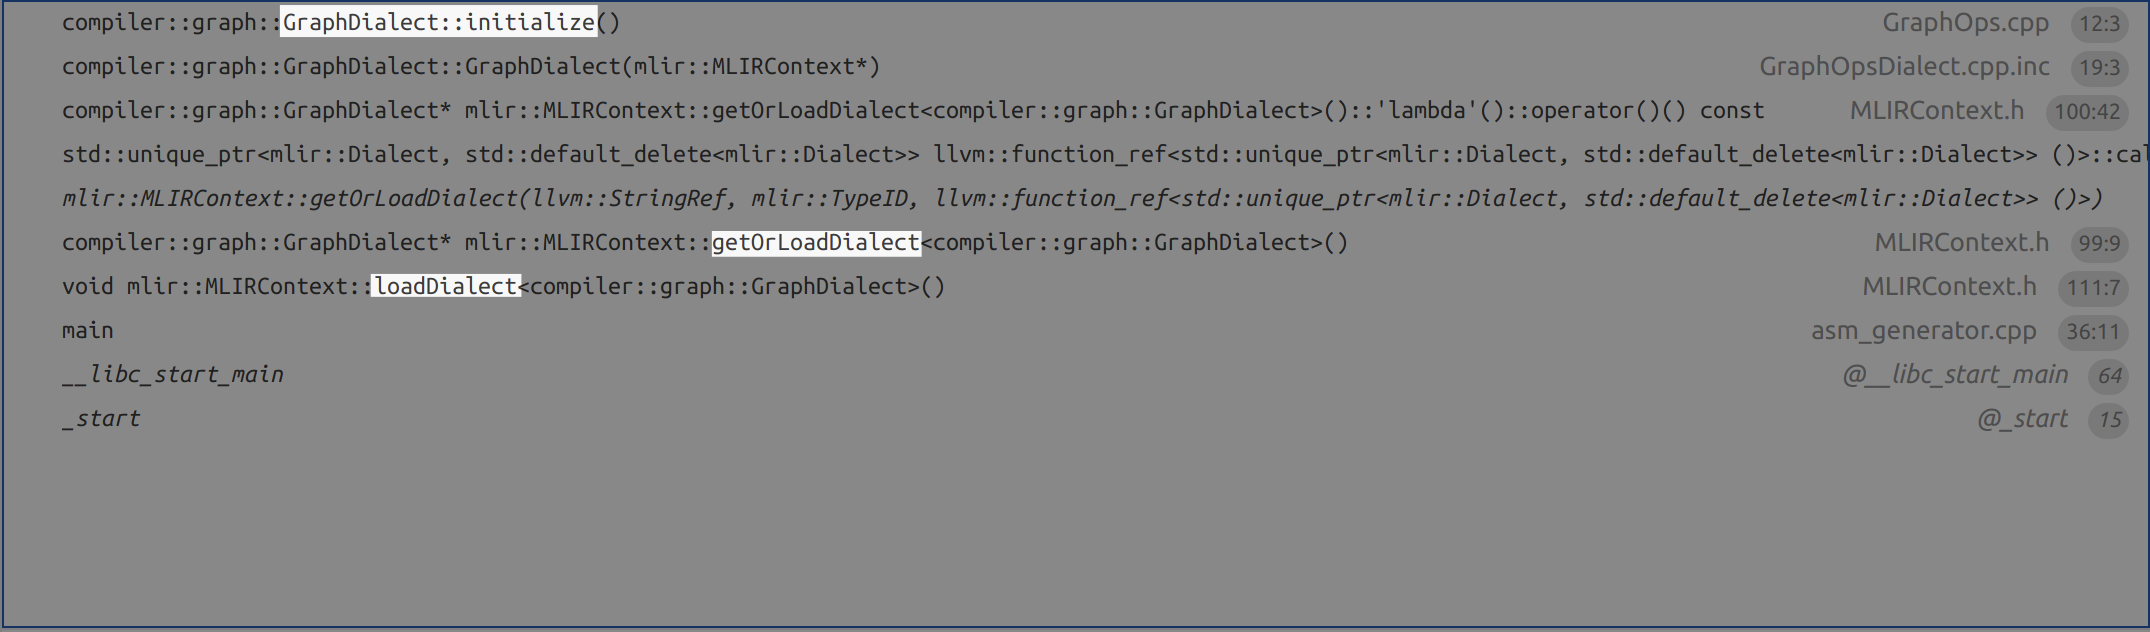 compiler::graph::GraphDialect::initialize() GraphOps.cpp 12:3
compiler::graph::GraphDialect::GraphDialect(mlir::MLIRContext*) GraphOpsDialect.cpp.inc 19:3
compiler::graph::GraphDialect* mlir::MLIRContext::getOrLoadDialect<compiler::graph::GraphDialect>()::'lambda'()::operator()() const MLIRContext.h 100:42
std::unique_ptr<mlir::Dialect, std::default_delete<mlir::Dialect>> llvm::function_ref<std::unique_ptr<mlir::Dialect, std::default_delete<mlir::Dialect>> ()>::cal
mlir::MLIRContext::getOrLoadDialect(llvm::StringRef, mlir::TypeID, llvm::function_ref<std::unique_ptr<mlir::Dialect, std::default_delete<mlir::Dialect>> ()>)
compiler::graph::GraphDialect* mlir::MLIRContext::getOrLoadDialect<compiler::graph::GraphDialect>() MLIRContext.h 99:9
void mlir::MLIRContext::loadDialect<compiler::graph::GraphDialect>() MLIRContext.h 111:7
main asm_generator.cpp 36:11
__libc_start_main @__libc_start_main 64
_start @_start 15